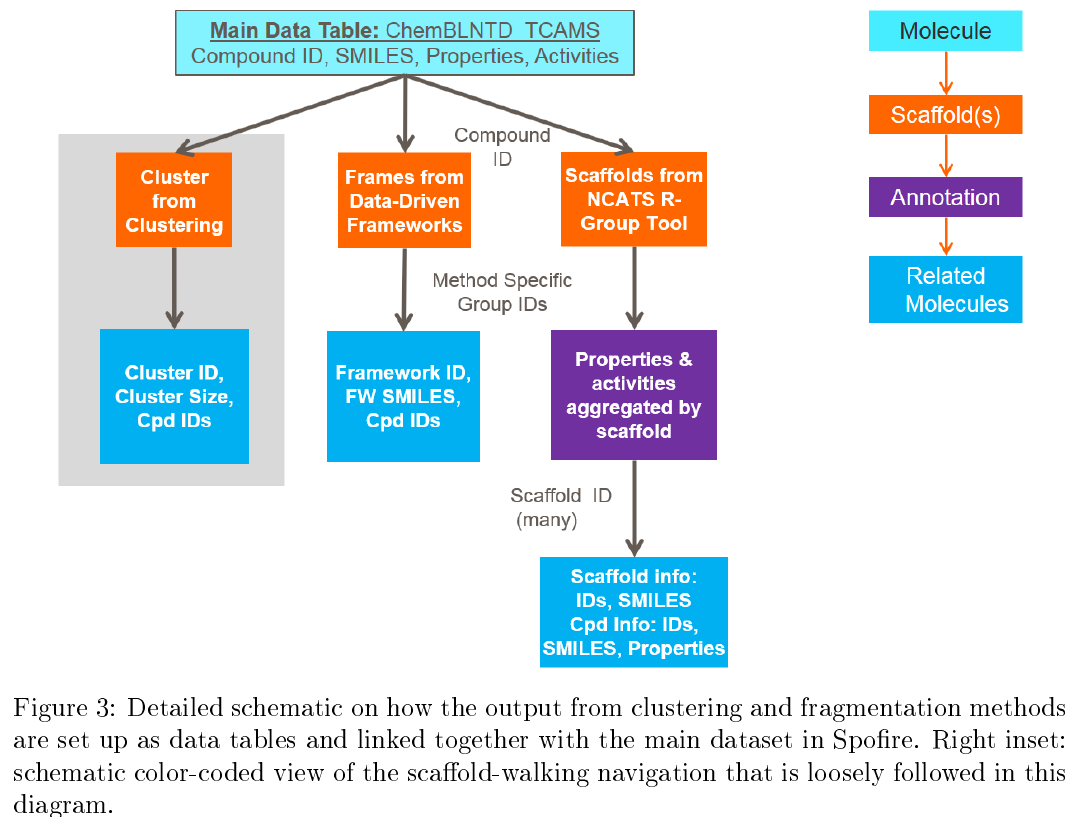 Main Data Table: ChemBLNTD_TCAMS
Compound ID, SMILES, Properties, Activities
Compound
ID
Cluster
from
Clustering
Frames from
Data-Driven
Frameworks
Scaffolds from
NCATS R-
Group Tool
Method Specific
Group IDs
Cluster ID,
Cluster Size,
Cpd IDs
Framework ID,
FW SMILES,
Cpd IDs
Properties &
activities
aggregated by
scaffold
Scaffold ID
(many)
Scaffold info:
IDs, SMILES
Cpd Info: IDs,
SMILES, Properties
Molecule
Scaffold(s)
Annotation
Related
Molecules
Figure 3: Detailed schematic on how the output from clustering and fragmentation methods
are set up as data tables and linked together with the main dataset in Spofire. Right inset:
schematic color-coded view of the scaffold-walking navigation that is loosely followed in this
diagram.